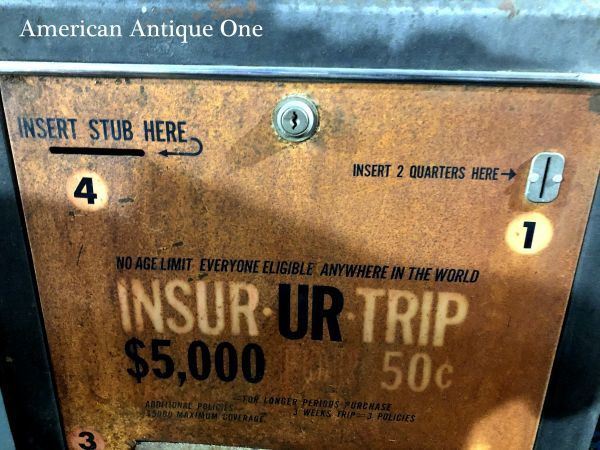 American Antique One
INSERT STUB HERE
INSERT 2 QUARTERS HERE→
4
1
NO AGE LIMIT EVERYONE ELIGIBLE ANYWHERE IN THE WORLD
INSUR·UR·TRIP
$5,000 50¢
ADDITIONAL POLICIES FOR LONGER PERIODS PURCHASE
MAXIMUM COVERAGE. 3 WEEKS TRIP=3 POLICIES
3